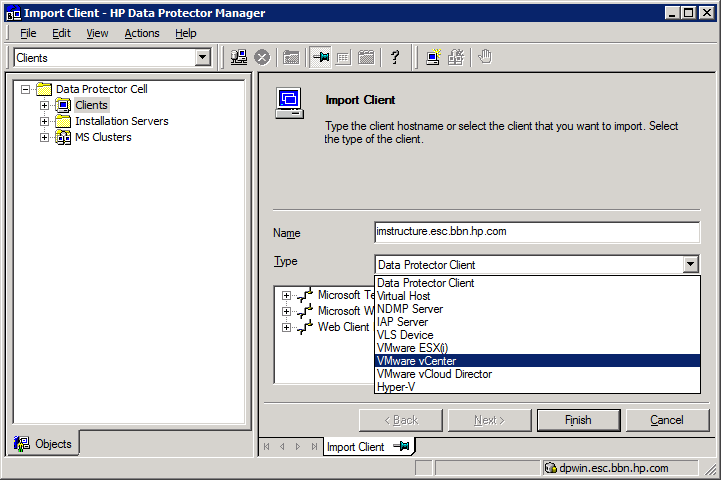 Import Client - HP Data Protector Manager
File Edit View Actions Help
Clients
?
Data Protector Cell
Clients
Installation Servers
MS Clusters
Import Client
Type the client hostname or select the client that you want to import. Select
the type of the client.
Name
imstructure.esc.bbn.hp.com
Type
Data Protector Client
Data Protector Client
Virtual Host
NDMP Server
IAP Server
VLS Device
VMware ESX(i)
VMware vCenter
VMware vCloud Director
Hyper-V
Microsoft Te
Microsoft W
Web Client
< Back
Next >
Finish
Cancel
Objects
Import Client
dpwin.esc.bbn.hp.com